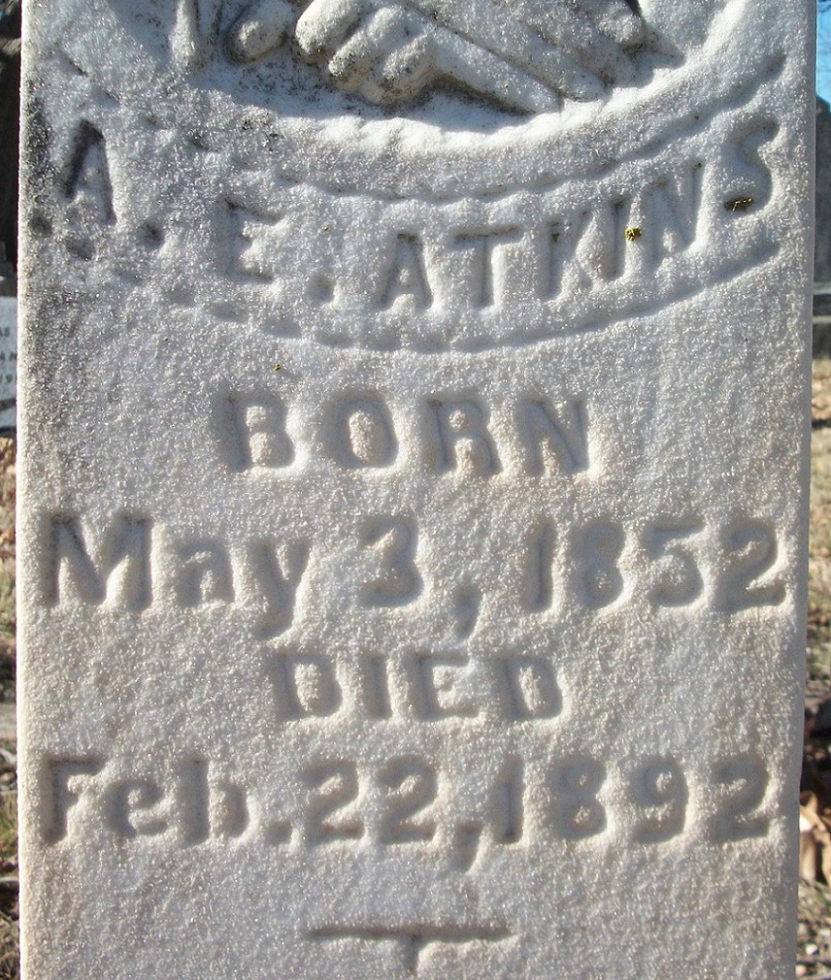 A. E. ATKINS
BORN
May 3, 1852
DIED
Feb. 22, 1892